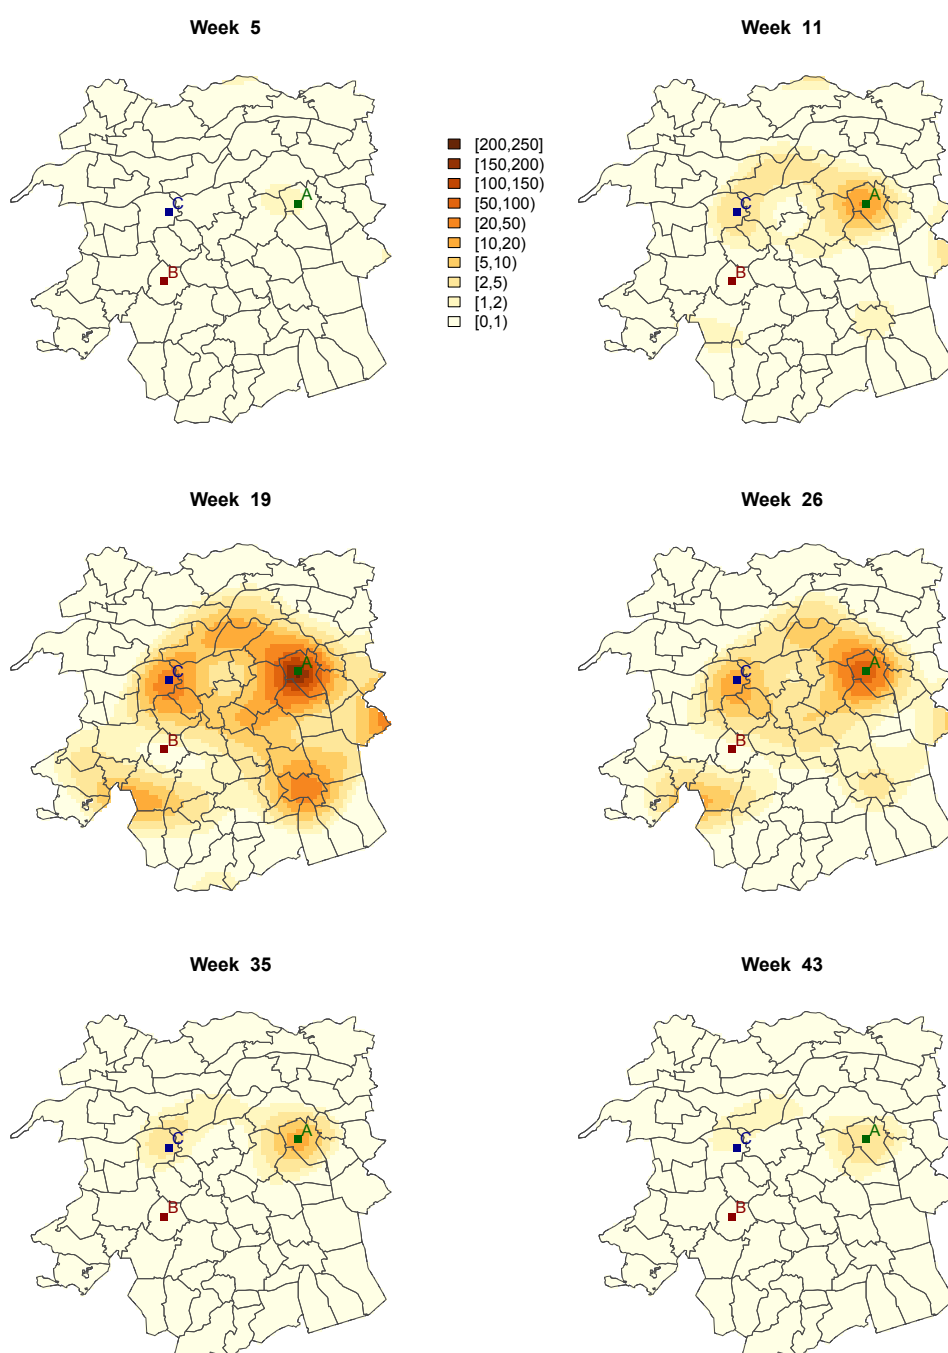 Week 5
Week 11
[200,250]
[150,200)
[100,150)
[50,100)
[20,50)
[10,20)
[5,10)
[2,5)
[1,2)
[0,1)
A
C
B
A
C
B
Week 19
Week 26
A
C
B
A
C
B
Week 35
Week 43
A
C
B
A
C
B